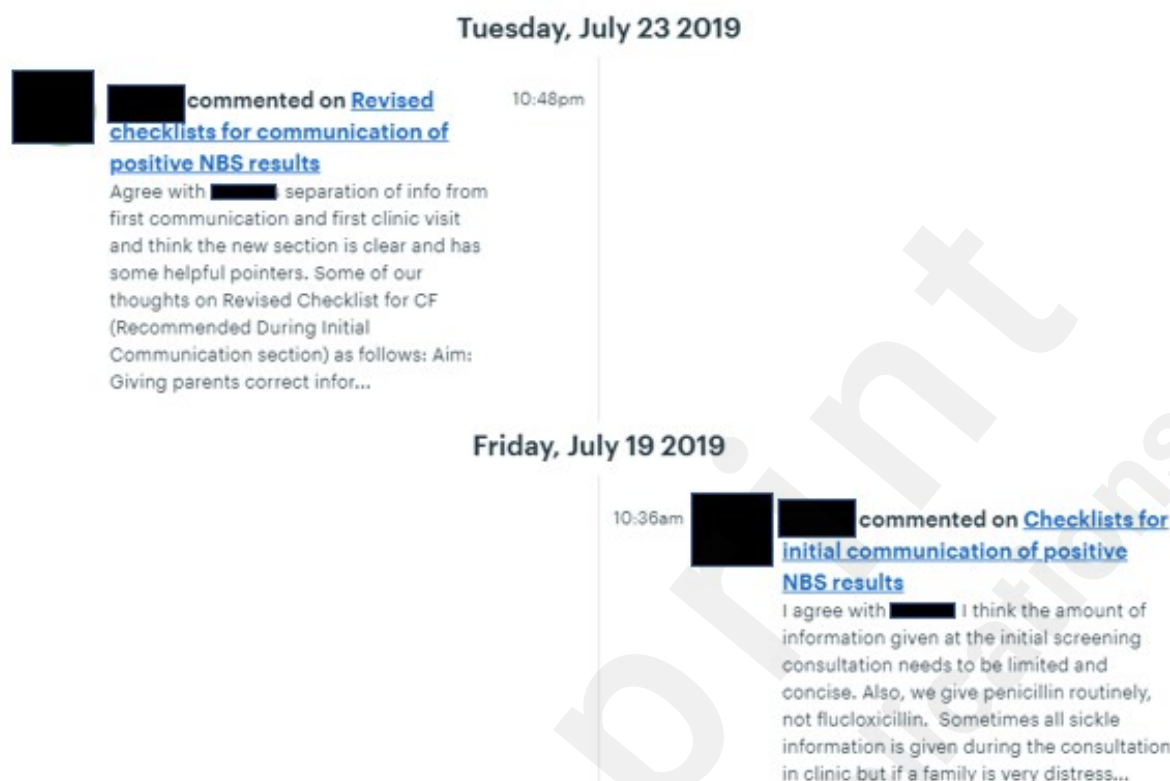 Tuesday, July 23 2019
commented on Revised
10:48pm
checklists for communication of
positive NBS results
Agree with separation of info from
first communication and first clinic visit
and think the new section is clear and has
some helpful pointers. Some of our
thoughts on Revised Checklist for CF
(Recommended During Initial
Communication section) as follows: Aim:
Giving parents correct infor...
Friday, July 19 2019
10:36am
commented on Checklists for
initial communication of positive
NBS results
I agree with I think the amount of
information given at the initial screening
consultation needs to be limited and
concise. Also, we give penicillin routinely,
not flucloxicillin. Sometimes all sickle
information is given during the consultation
in clinic but if a family is very distress...
print